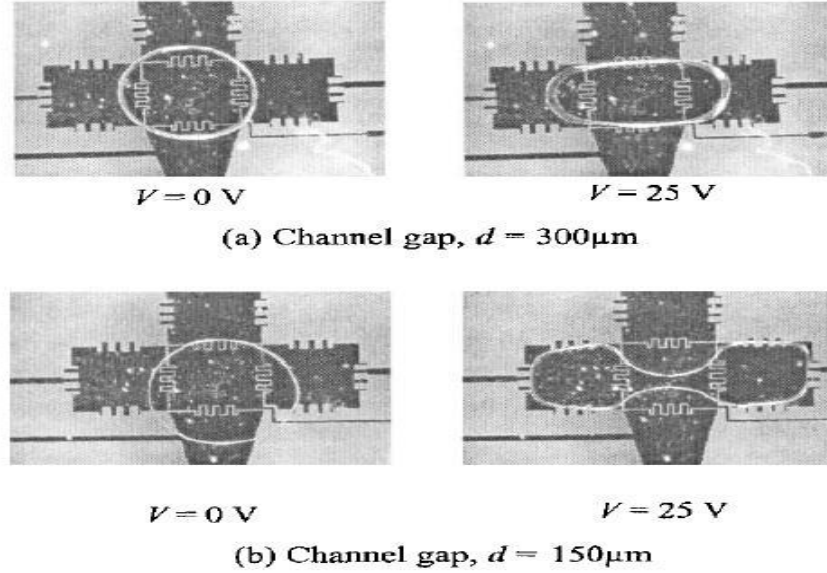 V = 0 V
V = 25 V
(a) Channel gap, d = 300μm
V = 0 V
V = 25 V
(b) Channel gap, d = 150μm